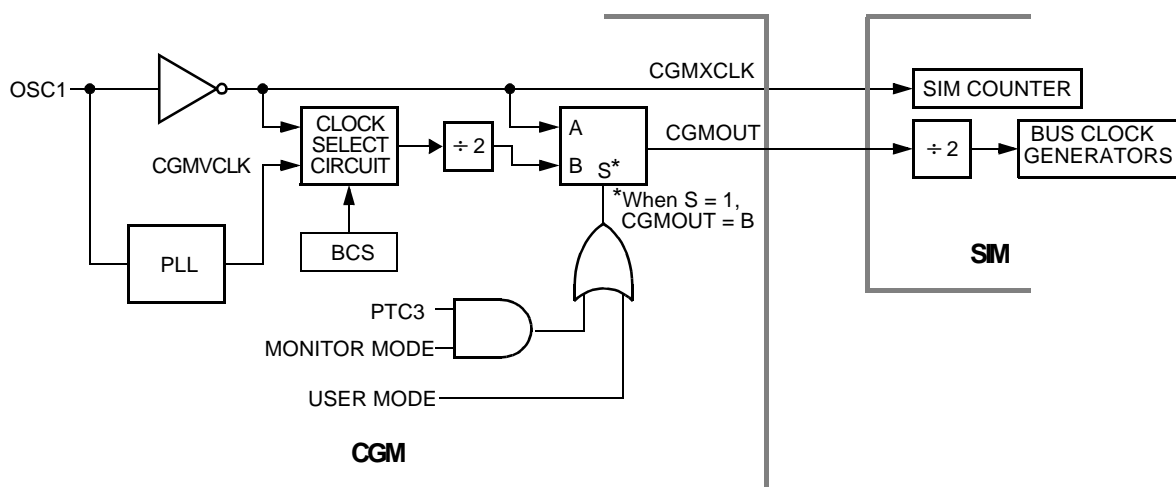 OSC1
CGMXCLK
SIM COUNTER
CLOCK
SELECT
CIRCUIT
÷ 2
A
B
S*
CGMOUT
÷ 2
BUS CLOCK
GENERATORS
CGMVCLK
*When S = 1,
CGMOUT = B
PLL
BCS
SIM
PTC3
MONITOR MODE
USER MODE
CGM